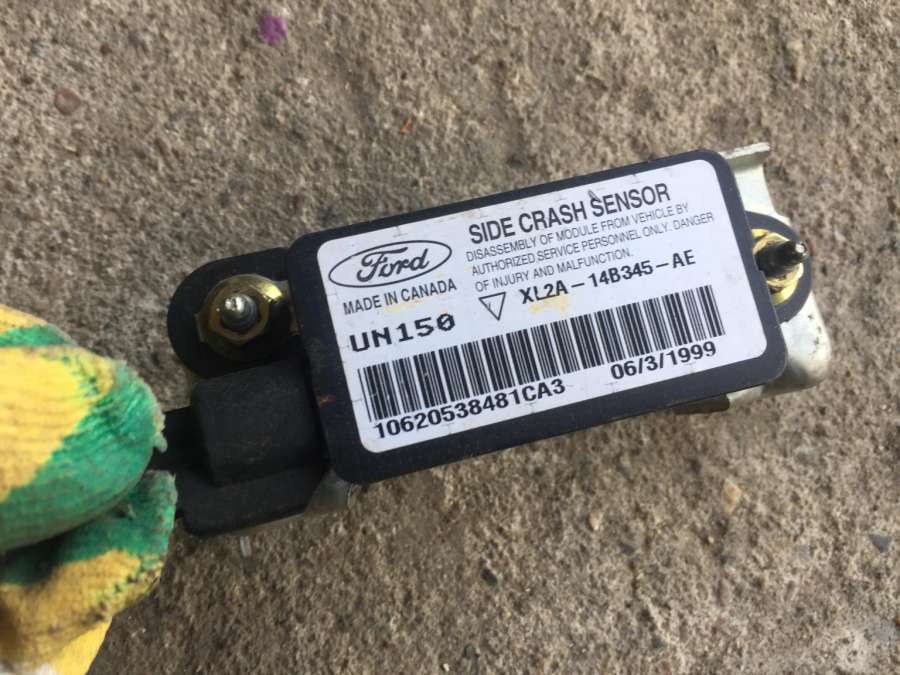 Ford
MADE IN CANADA
UN150
SIDE CRASH SENSOR
DISASSEMBLY OF MODULE FROM VEHICLE BY
AUTHORIZED SERVICE PERSONNEL ONLY. DANGER
OF INJURY AND MALFUNCTION.
XL2A-14B345-AE
10620538481CA3 06/3/1999